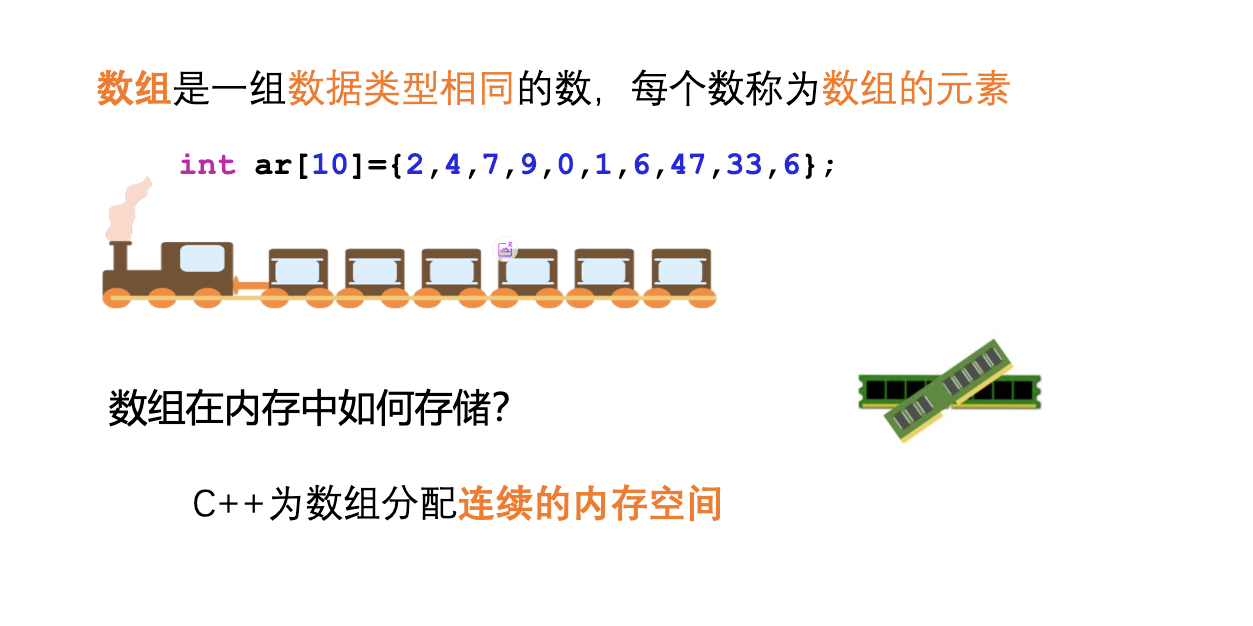 数组是一组数据类型相同的数，每个数称为数组的元素
int ar[10]={2,4,7,9,0,1,6,47,33,6};
数组在内存中如何存储？
C++为数组分配连续的内存空间